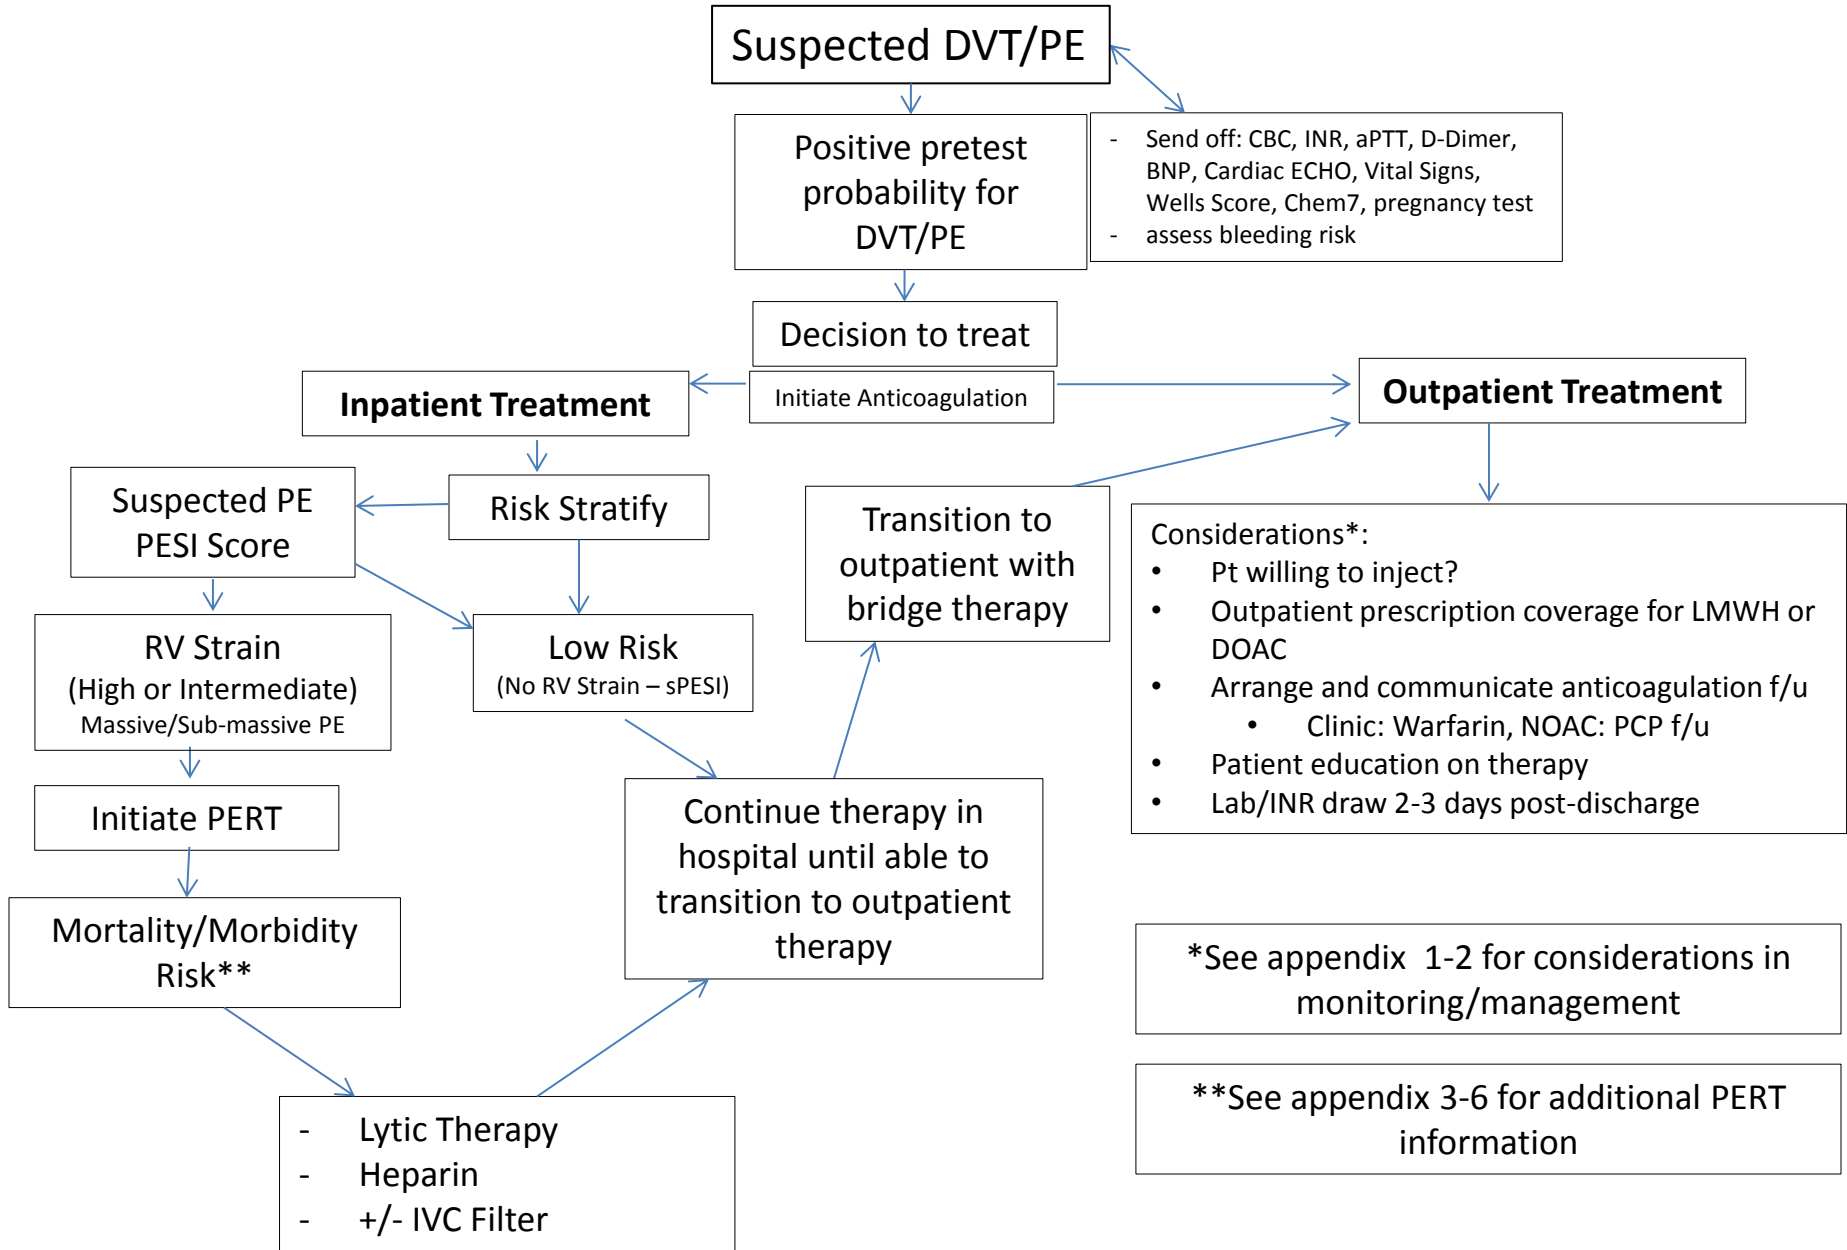 Suspected DVT/PE
Positive pretest
probability for
DVT/PE
- Send off: CBC, INR, aPTT, D-Dimer,
BNP, Cardiac ECHO, Vital Signs,
Wells Score, Chem7, pregnancy test
- assess bleeding risk
Decision to treat
Initiate Anticoagulation
Inpatient Treatment
Outpatient Treatment
Risk Stratify
Suspected PE
PESI Score
RV Strain
(High or Intermediate)
Massive/Sub-massive PE
Low Risk
(No RV Strain – sPESI)
Initiate PERT
Mortality/Morbidity
Risk**
- Lytic Therapy
- Heparin
- +/- IVC Filter
Continue therapy in
hospital until able to
transition to outpatient
therapy
Transition to
outpatient with
bridge therapy
Considerations*:
• Pt willing to inject?
• Outpatient prescription coverage for LMWH or
DOAC
• Arrange and communicate anticoagulation f/u
• Clinic: Warfarin, NOAC: PCP f/u
• Patient education on therapy
• Lab/INR draw 2-3 days post-discharge
*See appendix 1-2 for considerations in
monitoring/management
**See appendix 3-6 for additional PERT
information